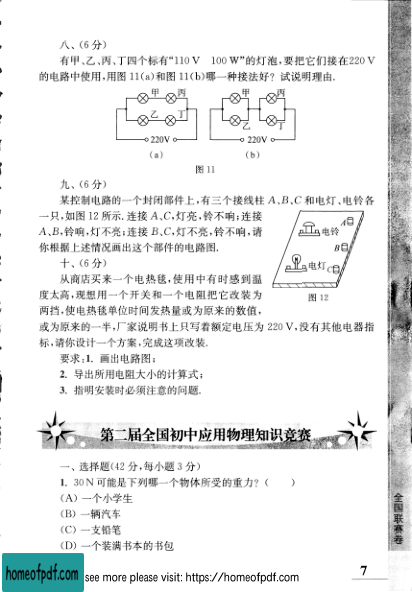 八、(6分)
有甲、乙、丙、丁四个标有“110V 100W”的灯泡,要把它们接在220V
的电路中使用,用图11(a)和图11(b)哪一种接法好?试说明理由.
甲 丙 甲 丙
乙 丁 乙 丁
220V 220V
(a) (b)
图11
九、(6分)
某控制电路的一个封闭部件上,有三个接线柱A、B、C和电灯、电铃各
一只,如图12所示.连接A、C,灯亮,铃不响;连接
A、B,铃响,灯不亮;连接B、C,灯不亮,铃不响,请
你根据上述情况画出这个部件的电路图.
A
电铃
B
电灯 C
图12
十、(6分)
从商店买来一个电热毯,使用中有时感到温
度太高,现想用一个开关和一个电阻把它改装为
两挡,使电热毯单位时间发热量或为原来的数值,
或为原来的一半,厂家说明书上只写着额定电压为220V,没有其他电器指
标,请你设计一个方案,完成这项改装.
要求:1. 画出电路图;
2. 导出所用电阻大小的计算式;
3. 指明安装时必须注意的问题.
第二届全国初中应用物理知识竞赛
一、选择题(42分,每小题3分)
1. 30N可能是下列哪一个物体所受的重力?( )
(A) 一个小学生
(B) 一辆汽车
(C) 一支铅笔
(D) 一个装满书本的书包
全国联赛卷
7
homeofpdf.com
see more please visit: https://homeofpdf.com